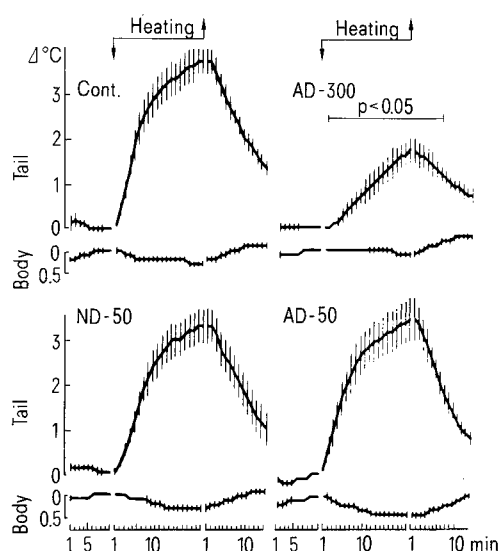 Heating Heating
Δ°C
Cont. AD-300
p<0.05
3
2
1
0
Tail
0
0.5
Body
ND-50 AD-50
3
2
1
0
Tail
0
0.5
Body
1 5 1 10 1 10 1 5 1 10 1 10 min